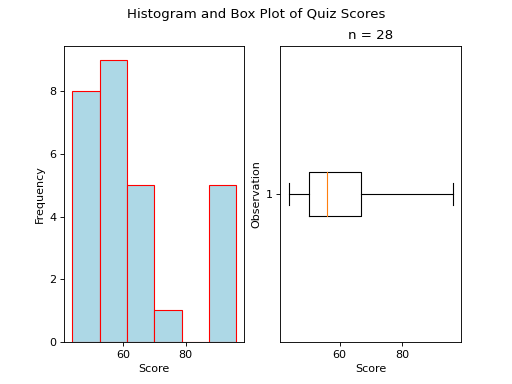 Histogram and Box Plot of Quiz Scores
n = 28
8
6
4
2
0
Frequency
60 80
Score
Observation
1
60 80
Score